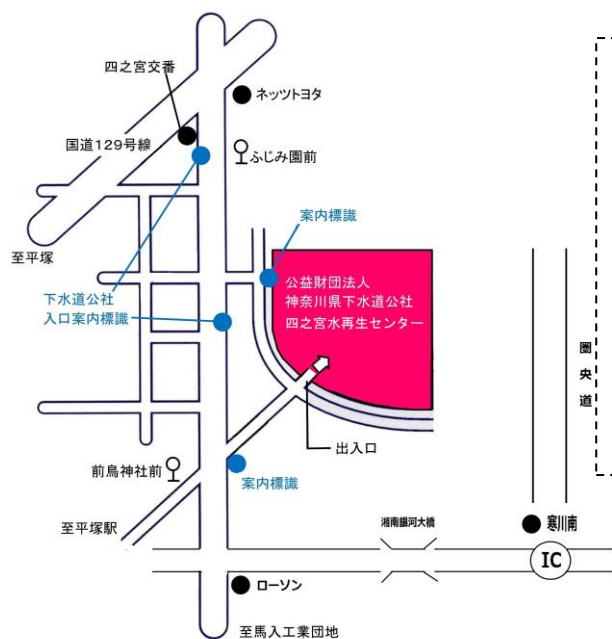 四之宮交番
ネッツトヨタ
国道129号線
ふじみ園前
案内標識
至平塚
公益財団法人
神奈川県下水道公社
四之宮水再生センター
下水道公社
入口案内標識
圏央道
出入口
前鳥神社前
案内標識
至平塚駅
湘南銀河大橋
寒川南
IC
ローソン
至馬入工業団地